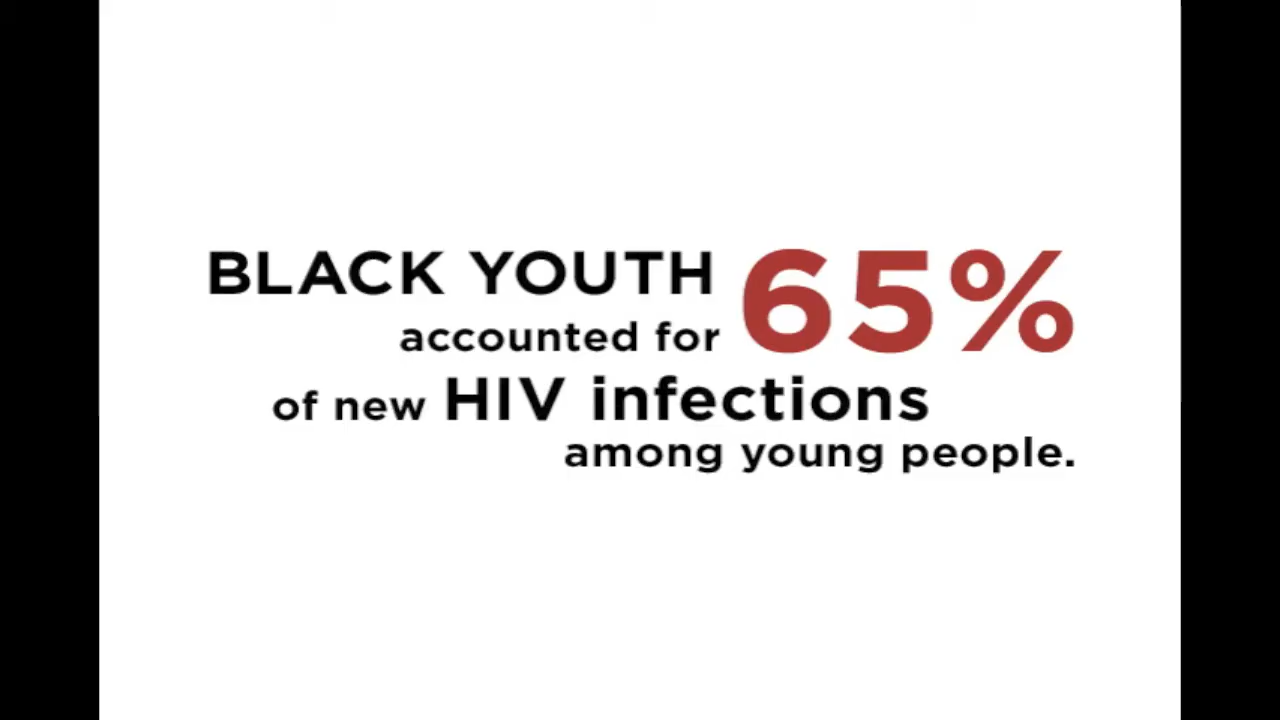 BLACK YOUTH 65%
accounted for
of new HIV infections
among young people.